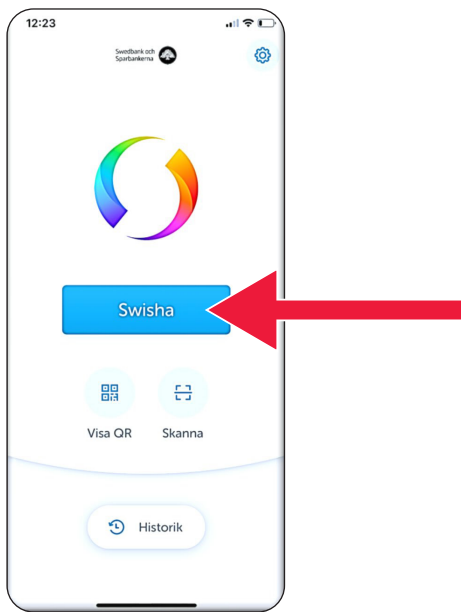 12:23
Swedbank och
Sparbankerna
Swisha
Visa QR
Skanna
Historik